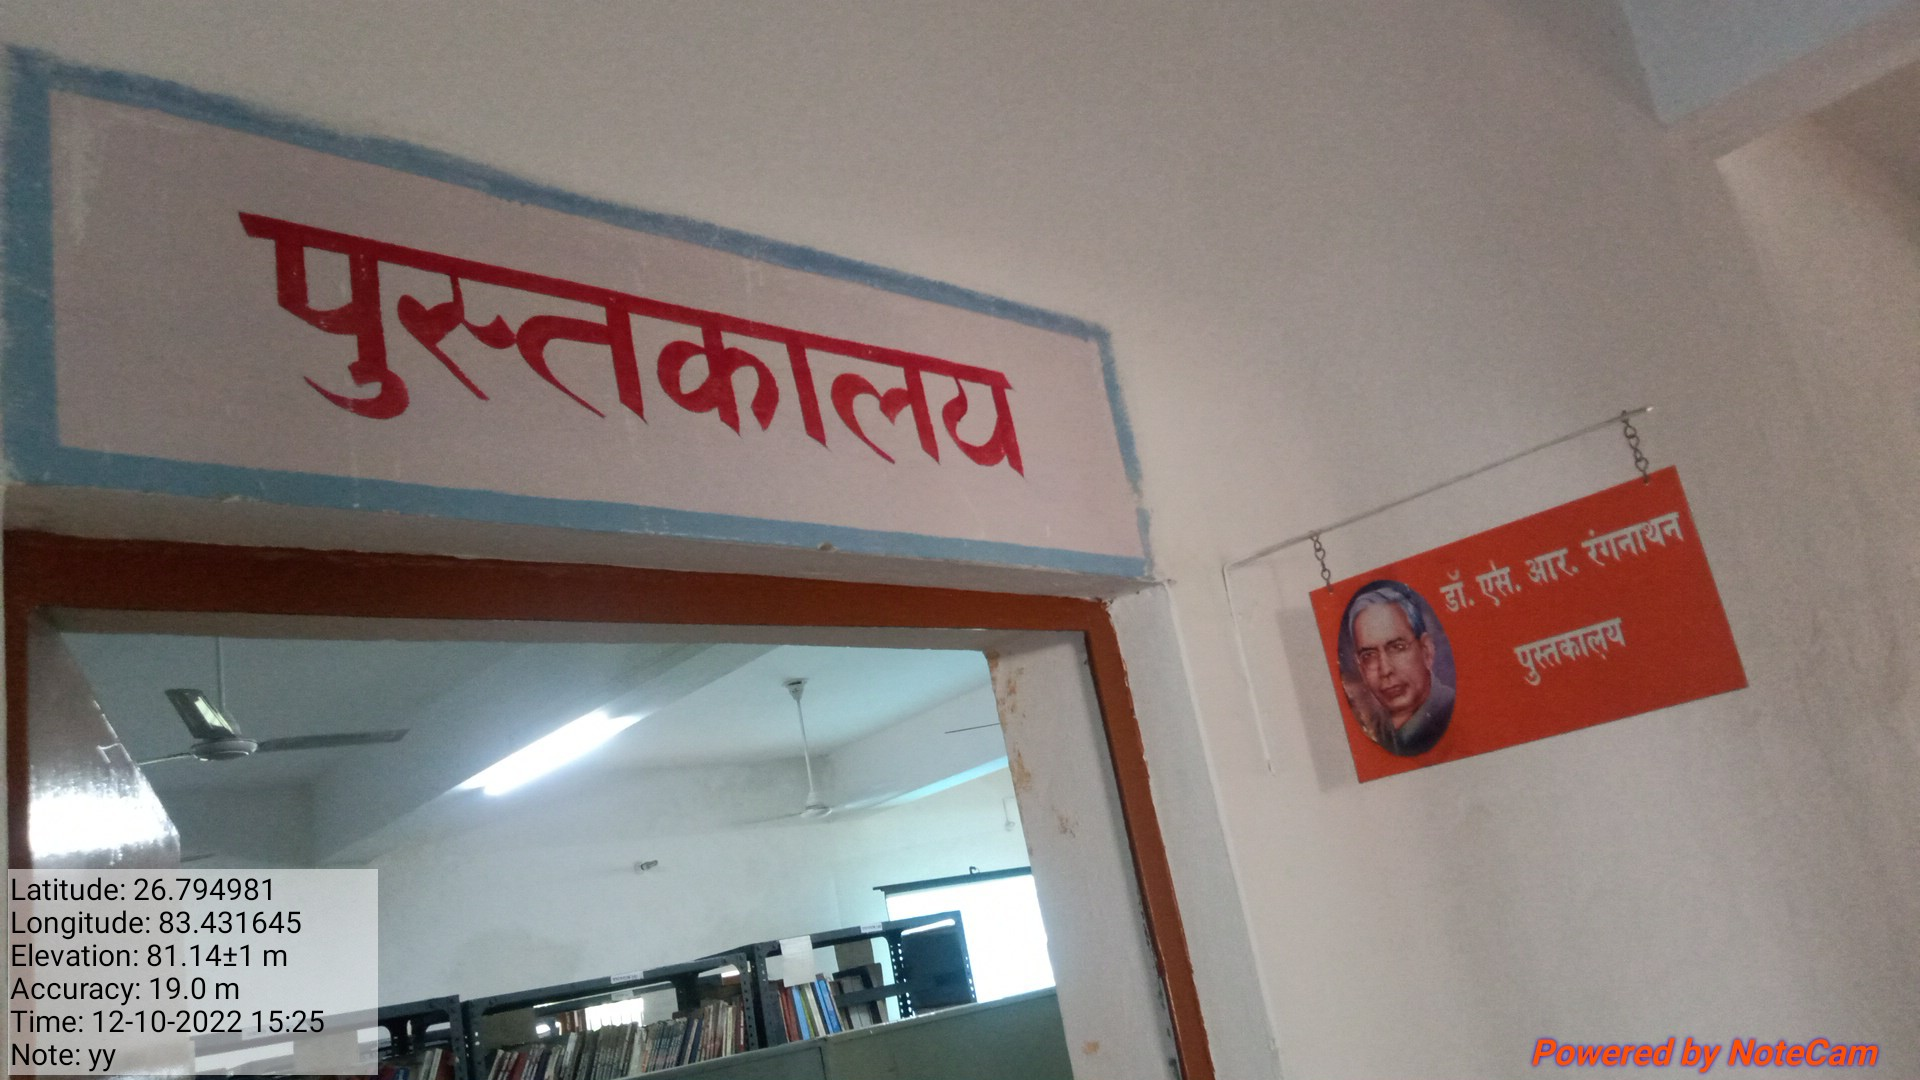 पुस्तकालय
डॉ. एस. आर. रंगनाथन
पुस्तकालय
Latitude: 26.794981
Longitude: 83.431645
Elevation: 81.14±1 m
Accuracy: 19.0 m
Time: 12-10-2022 15:25
Note: yy
Powered by NoteCam